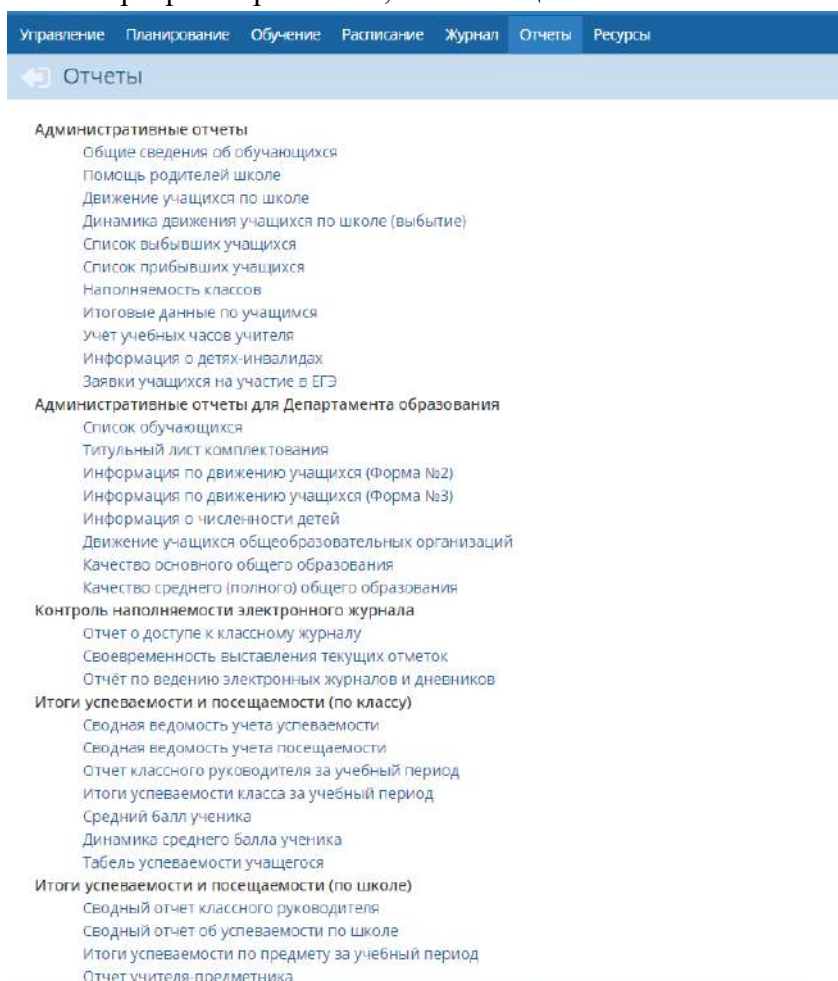 Управление Планирование Обучение Расписание Журнал Отчеты Ресурсы
Отчеты
Административные отчеты
Общие сведения об обучающихся
Помощь родителей школе
Движение учащихся по школе
Динамика движения учащихся по школе (выбытие)
Список выбывших учащихся
Список прибывших учащихся
Наполняемость классов
Итоговые данные по учащимся
Учёт учебных часов учителя
Информация о детях-инвалидах
Заявки учащихся на участие в ЕГЭ
Административные отчеты для Департамента образования
Список обучающихся
Титульный лист комплектования
Информация по движению учащихся (Форма №2)
Информация по движению учащихся (Форма №3)
Информация о численности детей
Движение учащихся общеобразовательных организаций
Качество основного общего образования
Качество среднего (полного) общего образования
Контроль наполняемости электронного журнала
Отчет о доступе к классному журналу
Своевременность выставления текущих отметок
Отчёт по ведению электронных журналов и дневников
Итоги успеваемости и посещаемости (по классу)
Сводная ведомость учета успеваемости
Сводная ведомость учета посещаемости
Отчет классного руководителя за учебный период
Итоги успеваемости класса за учебный период
Средний балл ученика
Динамика среднего балла ученика
Табель успеваемости учащегося
Итоги успеваемости и посещаемости (по школе)
Сводный отчет классного руководителя
Сводный отчет об успеваемости по школе
Итоги успеваемости по предмету за учебный период
Отчет учителя-предметника